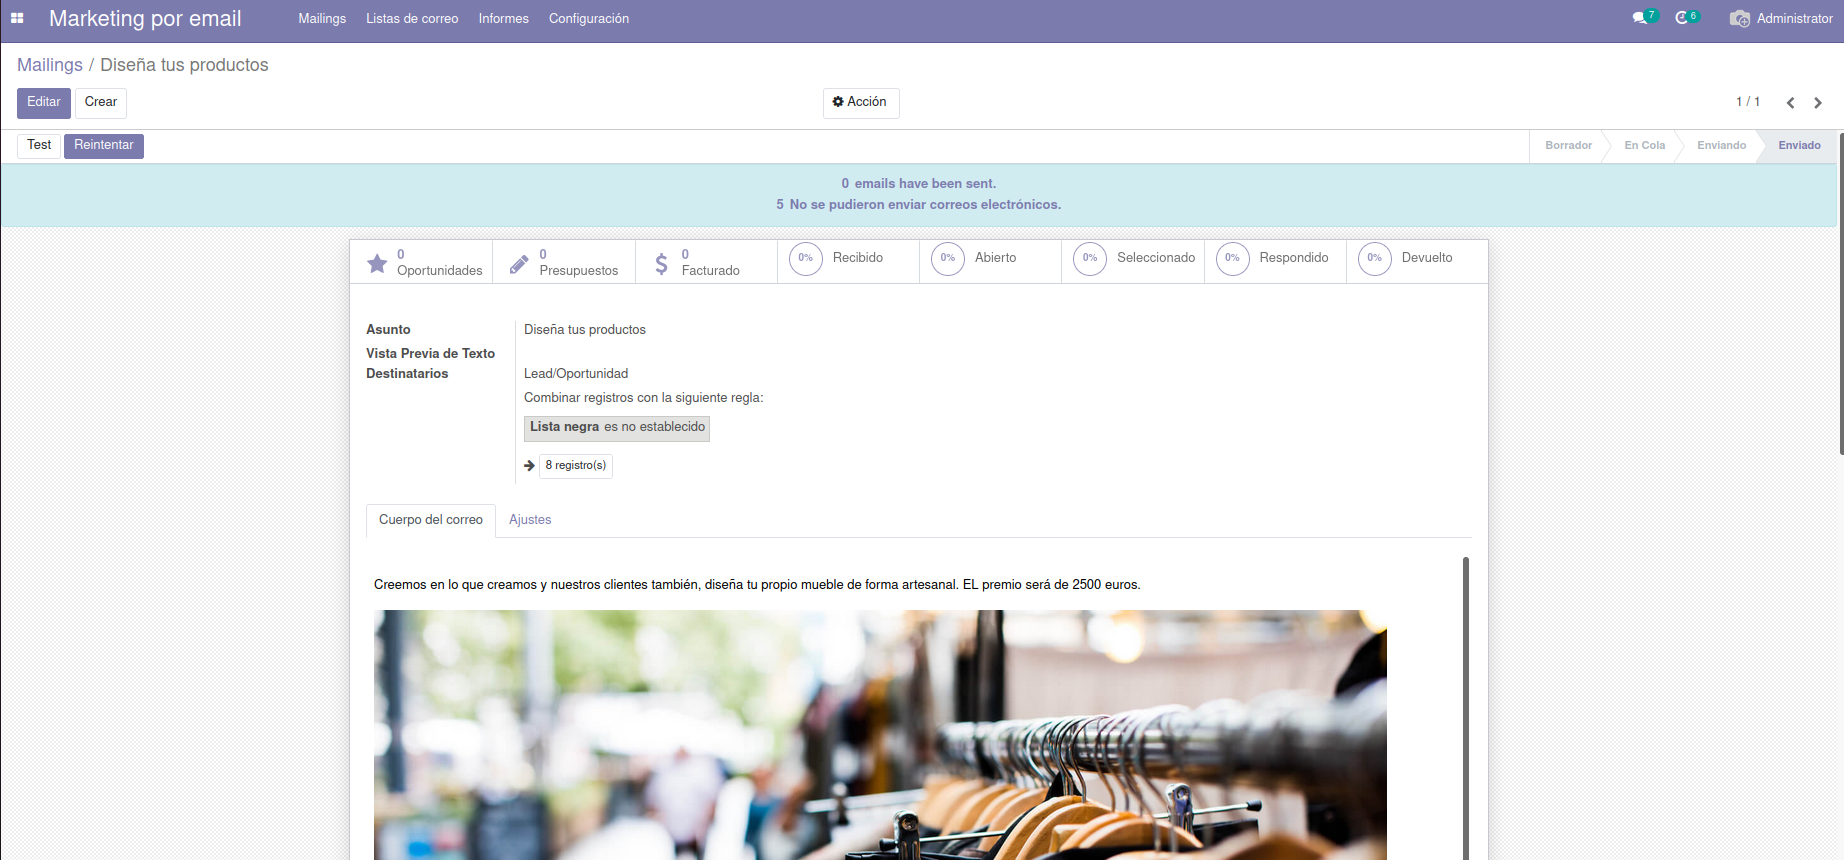 Marketing por email Mailings Listas de correo Informes Configuración 7 6 Administrator
Mailings / Diseña tus productos
Editar Crear Acción 1 / 1
Test Reintentar Borrador En Cola Enviando Enviado
0 emails have been sent.
5 No se pudieron enviar correos electrónicos.
0 Oportunidades
0 Presupuestos
0 Facturado
0% Recibido
0% Abierto
0% Seleccionado
0% Respondido
0% Devuelto
Asunto Diseña tus productos
Vista Previa de Texto
Destinatarios Lead/Oportunidad
Combinar registros con la siguiente regla:
Lista negra es no establecido
8 registro(s)
Cuerpo del correo Ajustes
Creemos en lo que creamos y nuestros clientes también, diseña tu propio mueble de forma artesanal. EL premio será de 2500 euros.